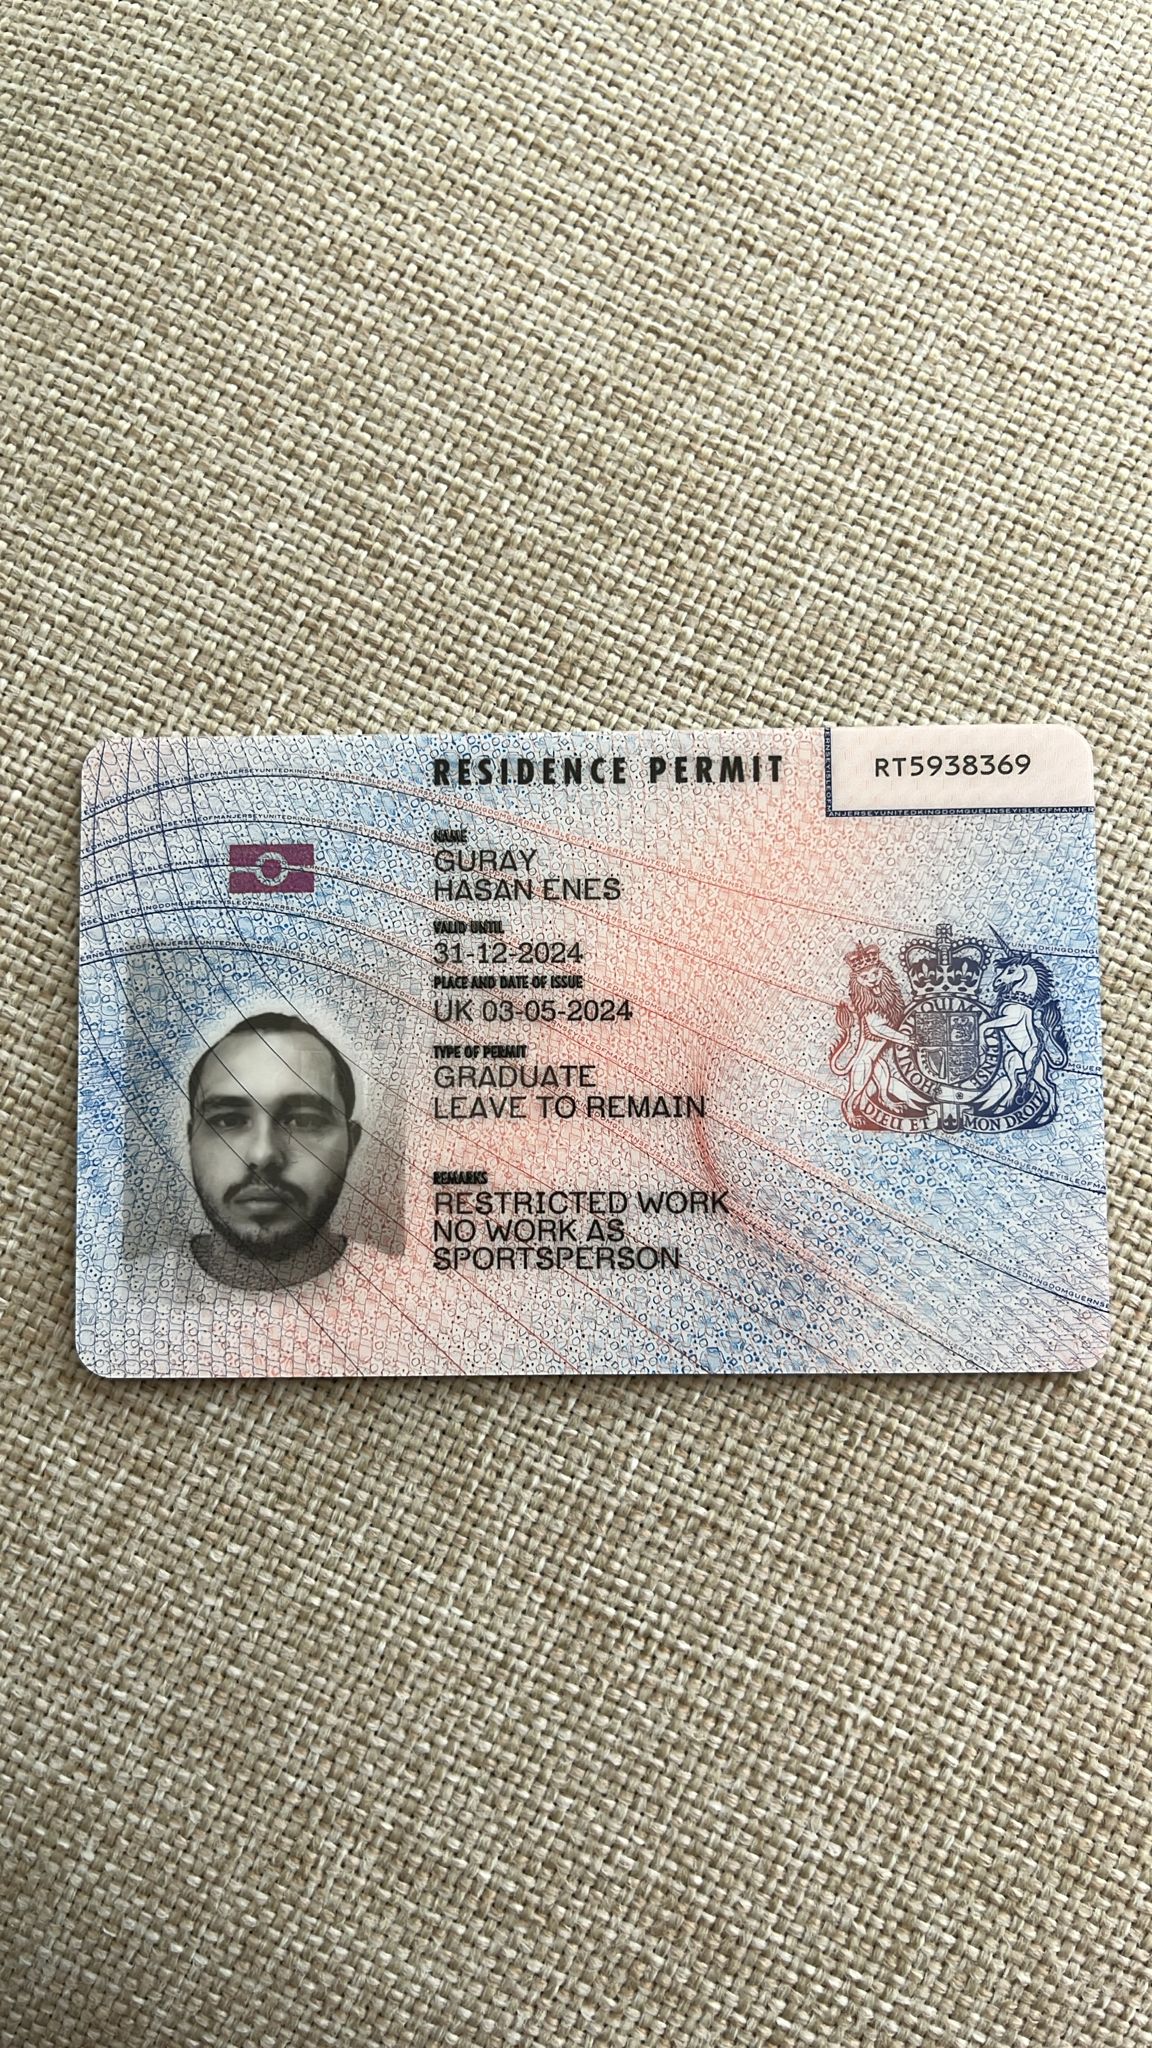 RESIDENCE PERMIT
RT5938369
NAME
GURAY
HASAN ENES
VALID UNTIL
31-12-2024
PLACE AND DATE OF ISSUE
UK 03-05-2024
TYPE OF PERMIT
GRADUATE
LEAVE TO REMAIN
REMARKS
RESTRICTED WORK
NO WORK AS
SPORTSPERSON
DIEU ET MON DROIT